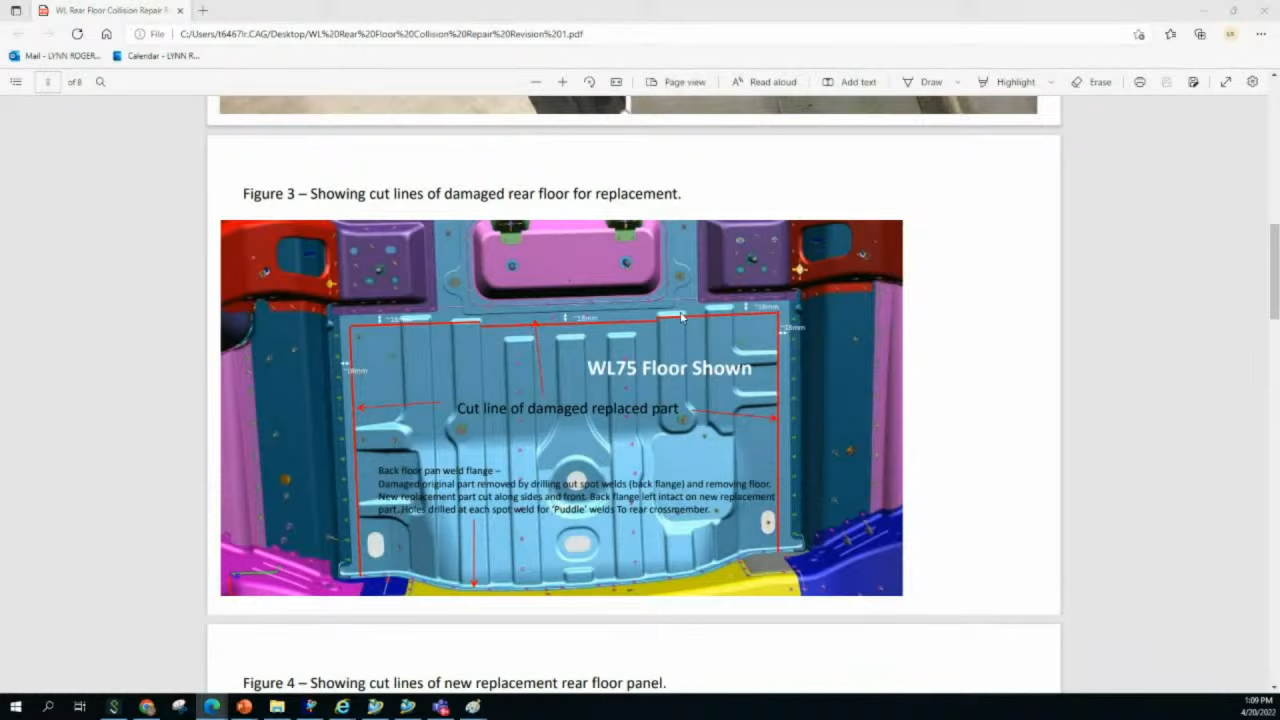 WL Rear Floor Collision Repair R
File
C:/Users/t6467lr.CAG/Desktop/WL%20Rear%20Floor%20Collision%20Repair%20Revision%201.pdf
Mail - LYNN ROGER...
Calendar - LYNN R...
of 8
Page view
Read aloud
Add text
Draw
Highlight
Erase
Figure 3 – Showing cut lines of damaged rear floor for replacement.
~18mm
~18mm
~18mm
~18mm
WL75 Floor Shown
Cut line of damaged replaced part
Back floor pan weld flange –
Damaged original part removed by drilling out spot welds (back flange) and removing floor.
New replacement part cut along sides and front. Back flange left intact on new replacement
part. Holes drilled at each spot weld for 'Puddle' welds To rear crossmember.
Figure 4 – Showing cut lines of new replacement rear floor panel.
1:09 PM
4/20/2022